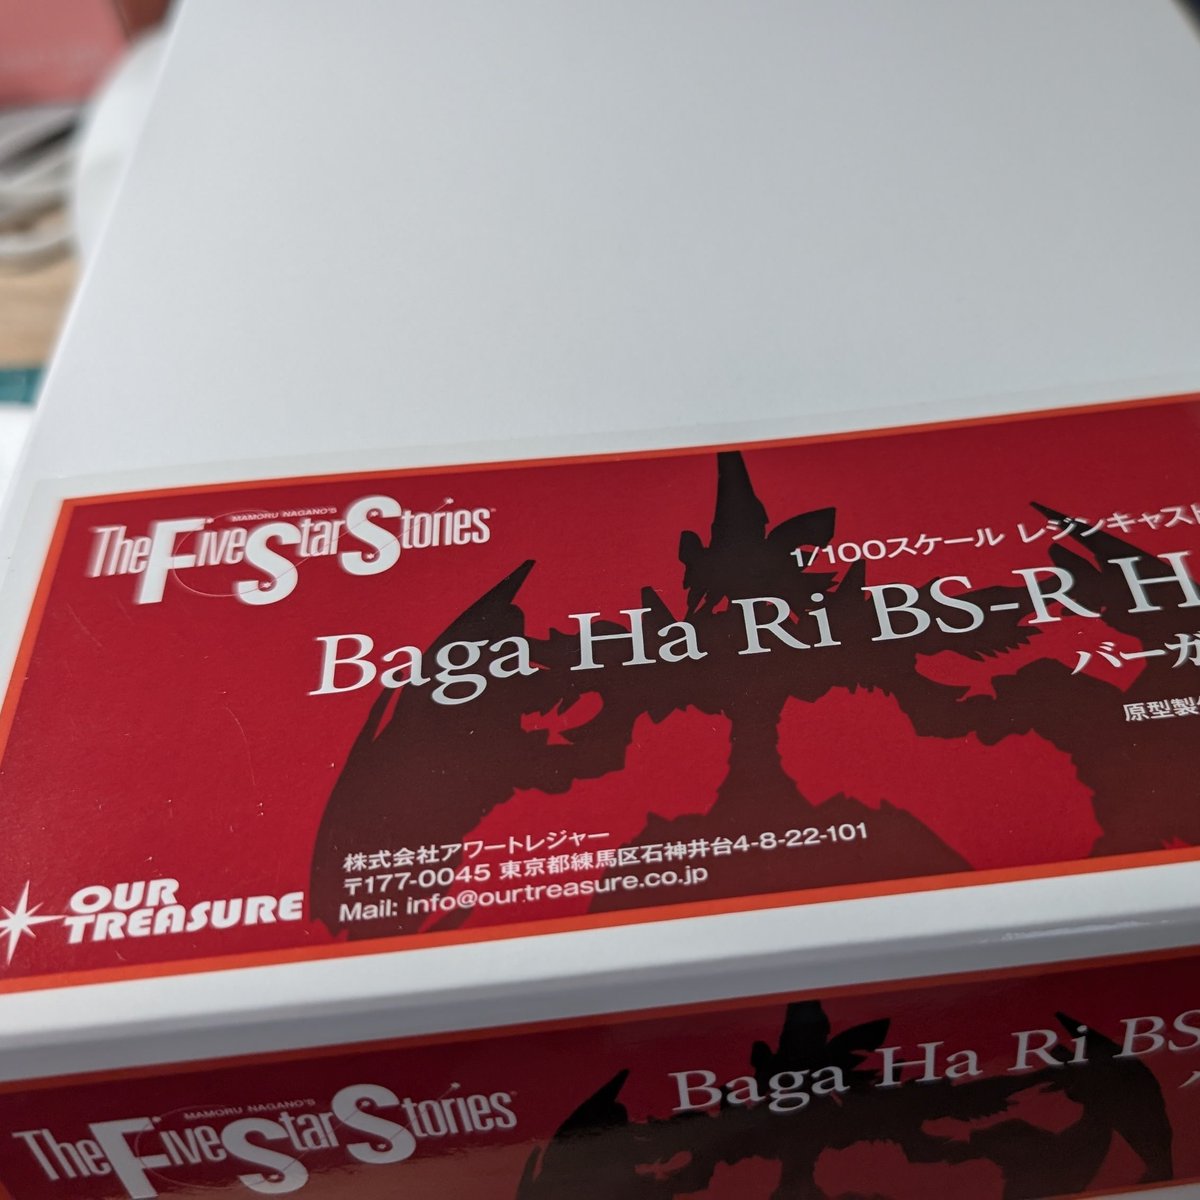 MAMORU NAGANO'S
The Five Star Stories
1/100スケール レジンキャスト
Baga Ha Ri BS-R H
バーガ
原型製作
株式会社アワートレジャー
〒177-0045 東京都練馬区石神井台4-8-22-101
Mail: info@ourtreasure.co.jp
OUR
TREASURE
MAMORU NAGANO'S
The Five Star Stories
Baga Ha Ri BS